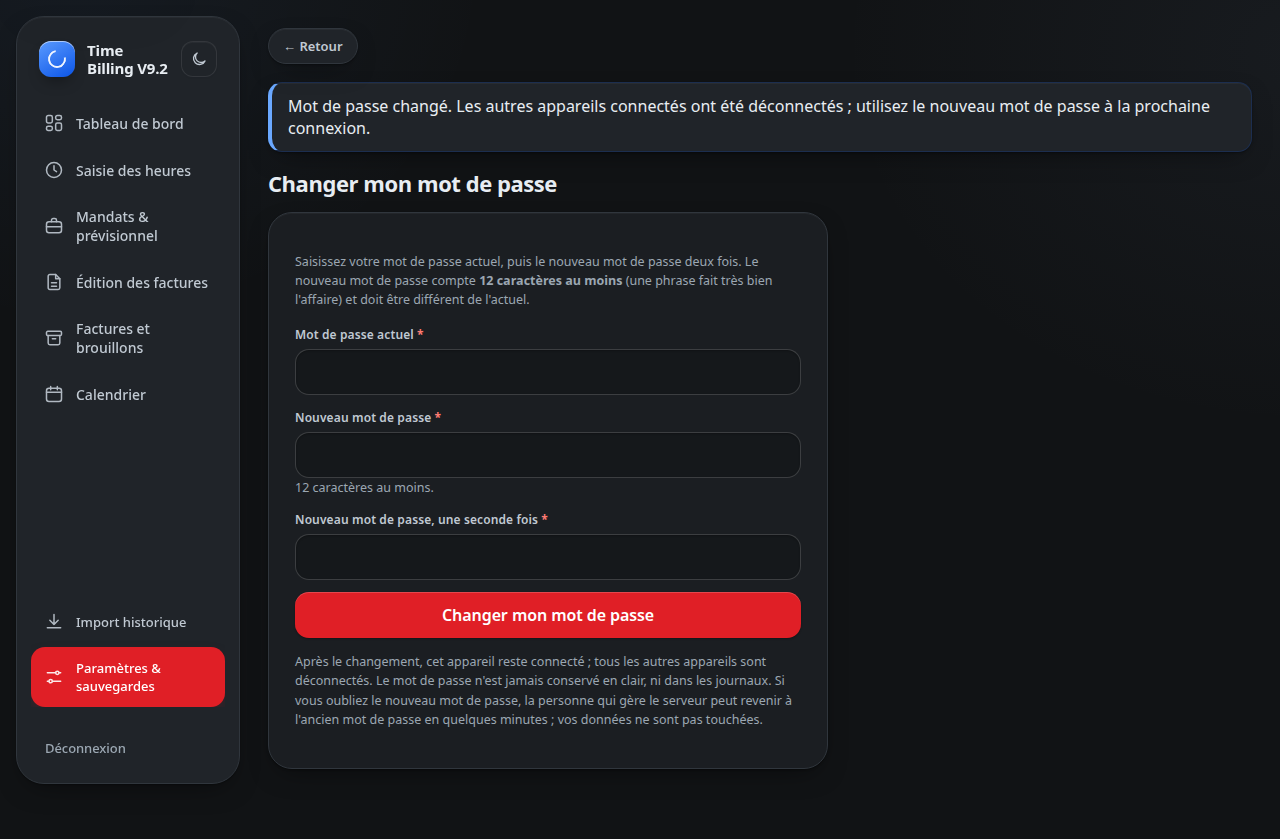 Time
Billing V9.2
Tableau de bord
Saisie des heures
Mandats &
prévisionnel
Édition des factures
Factures et
brouillons
Calendrier
Import historique
Paramètres &
sauvegardes
Déconnexion
← Retour
Mot de passe changé. Les autres appareils connectés ont été déconnectés ; utilisez le nouveau mot de passe à la prochaine
connexion.
Changer mon mot de passe
Saisissez votre mot de passe actuel, puis le nouveau mot de passe deux fois. Le
nouveau mot de passe compte 12 caractères au moins (une phrase fait très bien
l'affaire) et doit être différent de l'actuel.
Mot de passe actuel *
Nouveau mot de passe *
12 caractères au moins.
Nouveau mot de passe, une seconde fois *
Changer mon mot de passe
Après le changement, cet appareil reste connecté ; tous les autres appareils sont
déconnectés. Le mot de passe n'est jamais conservé en clair, ni dans les journaux. Si
vous oubliez le nouveau mot de passe, la personne qui gère le serveur peut revenir à
l'ancien mot de passe en quelques minutes ; vos données ne sont pas touchées.